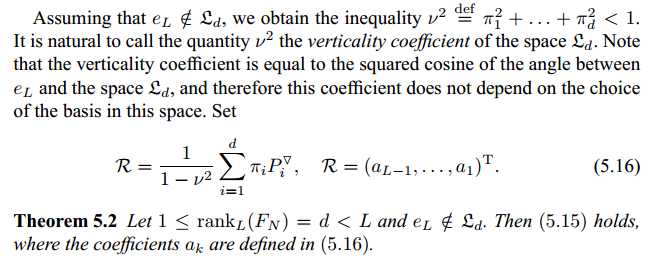 Assuming that e_L ∉ 𝔏_d, we obtain the inequality ν² ≝ π₁² + … + π_d² < 1.
It is natural to call the quantity ν² the verticality coefficient of the space 𝔏_d. Note
that the verticality coefficient is equal to the squared cosine of the angle between
e_L and the space 𝔏_d, and therefore this coefficient does not depend on the choice
of the basis in this space. Set
ℛ = \frac{1}{1 − ν²} \sum_{i=1}^{d} π_i P_i^∇, ℛ = (a_{L−1}, …, a_1)^T. (5.16)
Theorem 5.2 Let 1 ≤ rank_L(F_N) = d < L and e_L ∉ 𝔏_d. Then (5.15) holds,
where the coefficients a_k are defined in (5.16).